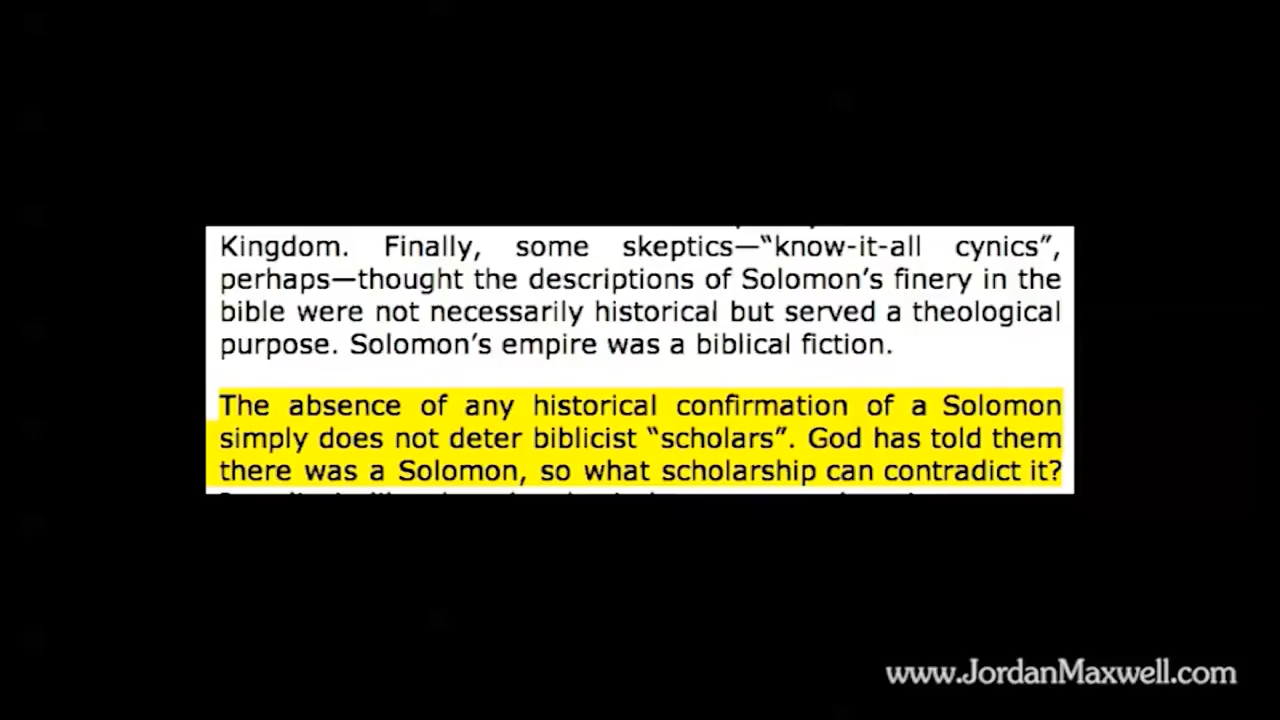 Kingdom. Finally, some skeptics—“know-it-all cynics”,
perhaps—thought the descriptions of Solomon’s finery in the
bible were not necessarily historical but served a theological
purpose. Solomon’s empire was a biblical fiction.
The absence of any historical confirmation of a Solomon
simply does not deter biblicist “scholars”. God has told them
there was a Solomon, so what scholarship can contradict it?
www.JordanMaxwell.com